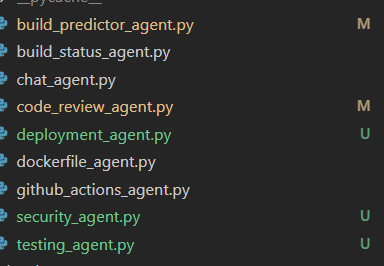 __pycache__
build_predictor_agent.py M
build_status_agent.py
chat_agent.py
code_review_agent.py M
deployment_agent.py U
dockerfile_agent.py
github_actions_agent.py
security_agent.py U
testing_agent.py U